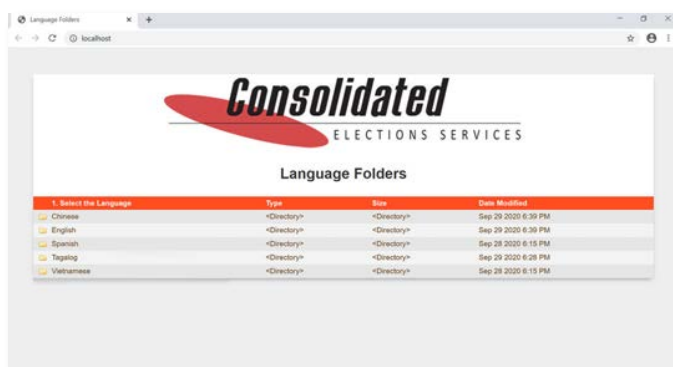 Language Folders
localhost
Consolidated
ELECTIONS SERVICES
Language Folders
1. Select the Language Type Size Date Modified
Chinese <Directory> <Directory> Sep 29 2020 6:39 PM
English <Directory> <Directory> Sep 29 2020 6:39 PM
Spanish <Directory> <Directory> Sep 28 2020 6:15 PM
Tagalog <Directory> <Directory> Sep 29 2020 6:28 PM
Vietnamese <Directory> <Directory> Sep 28 2020 6:15 PM